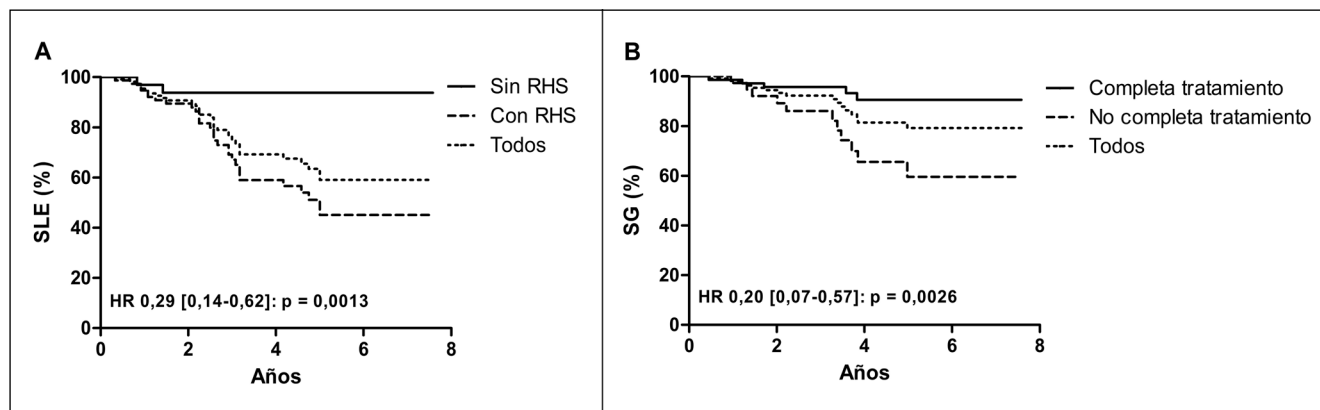 A
100
80
60
40
20
0
SLE (%)
0 2 4 6 8
Años
Sin RHS
Con RHS
Todos
HR 0,29 [0,14-0,62]: p = 0,0013
B
100
80
60
40
20
0
SG (%)
0 2 4 6 8
Años
Completa tratamiento
No completa tratamiento
Todos
HR 0,20 [0,07-0,57]: p = 0,0026